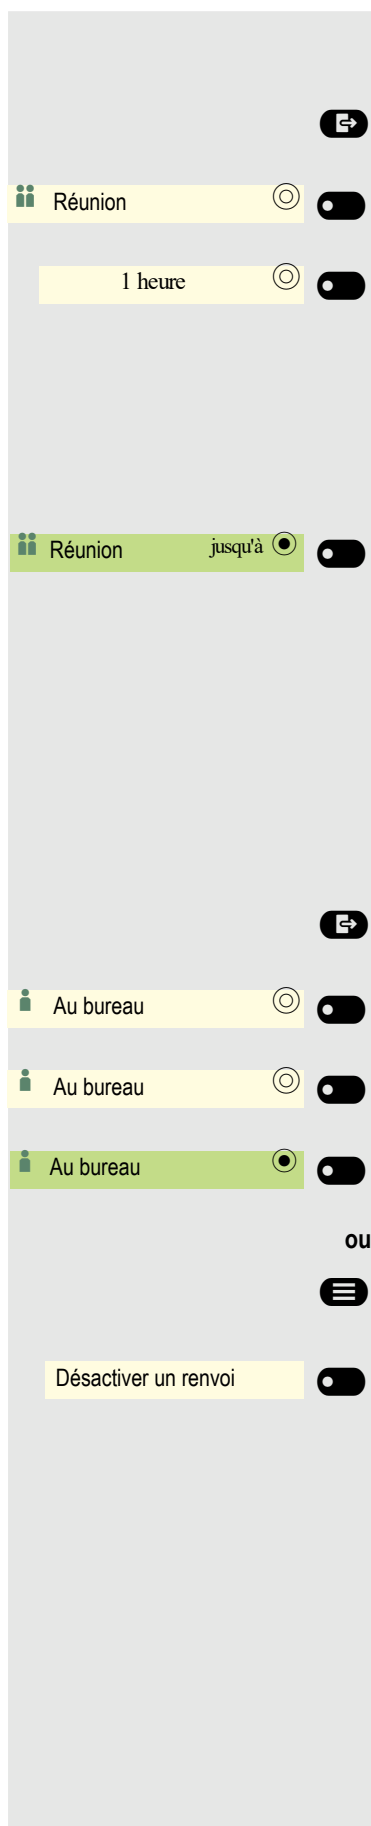 Réunion
1 heure
Réunion jusqu'à
Au bureau
Au bureau
Au bureau
ou
Désactiver un renvoi